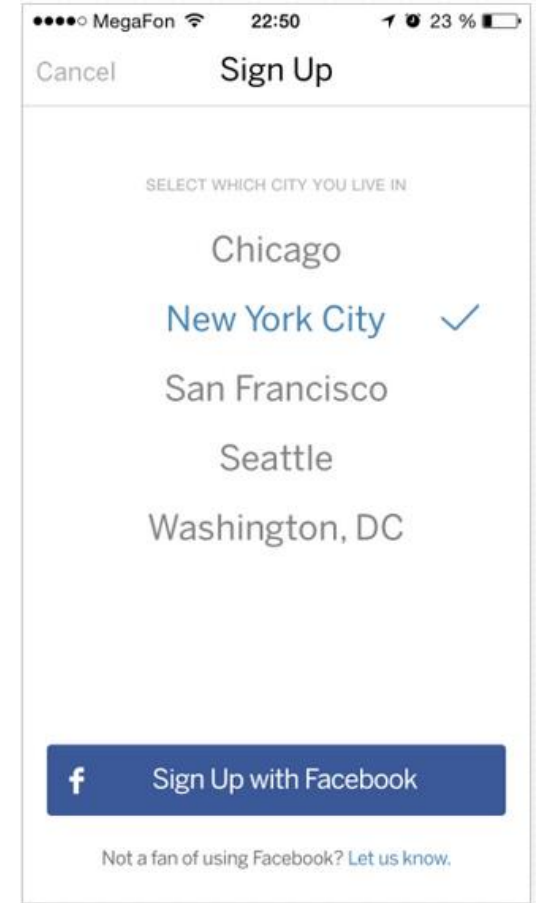 MegaFon 22:50 23 %
Cancel Sign Up
SELECT WHICH CITY YOU LIVE IN
Chicago
New York City
San Francisco
Seattle
Washington, DC
f Sign Up with Facebook
Not a fan of using Facebook? Let us know.